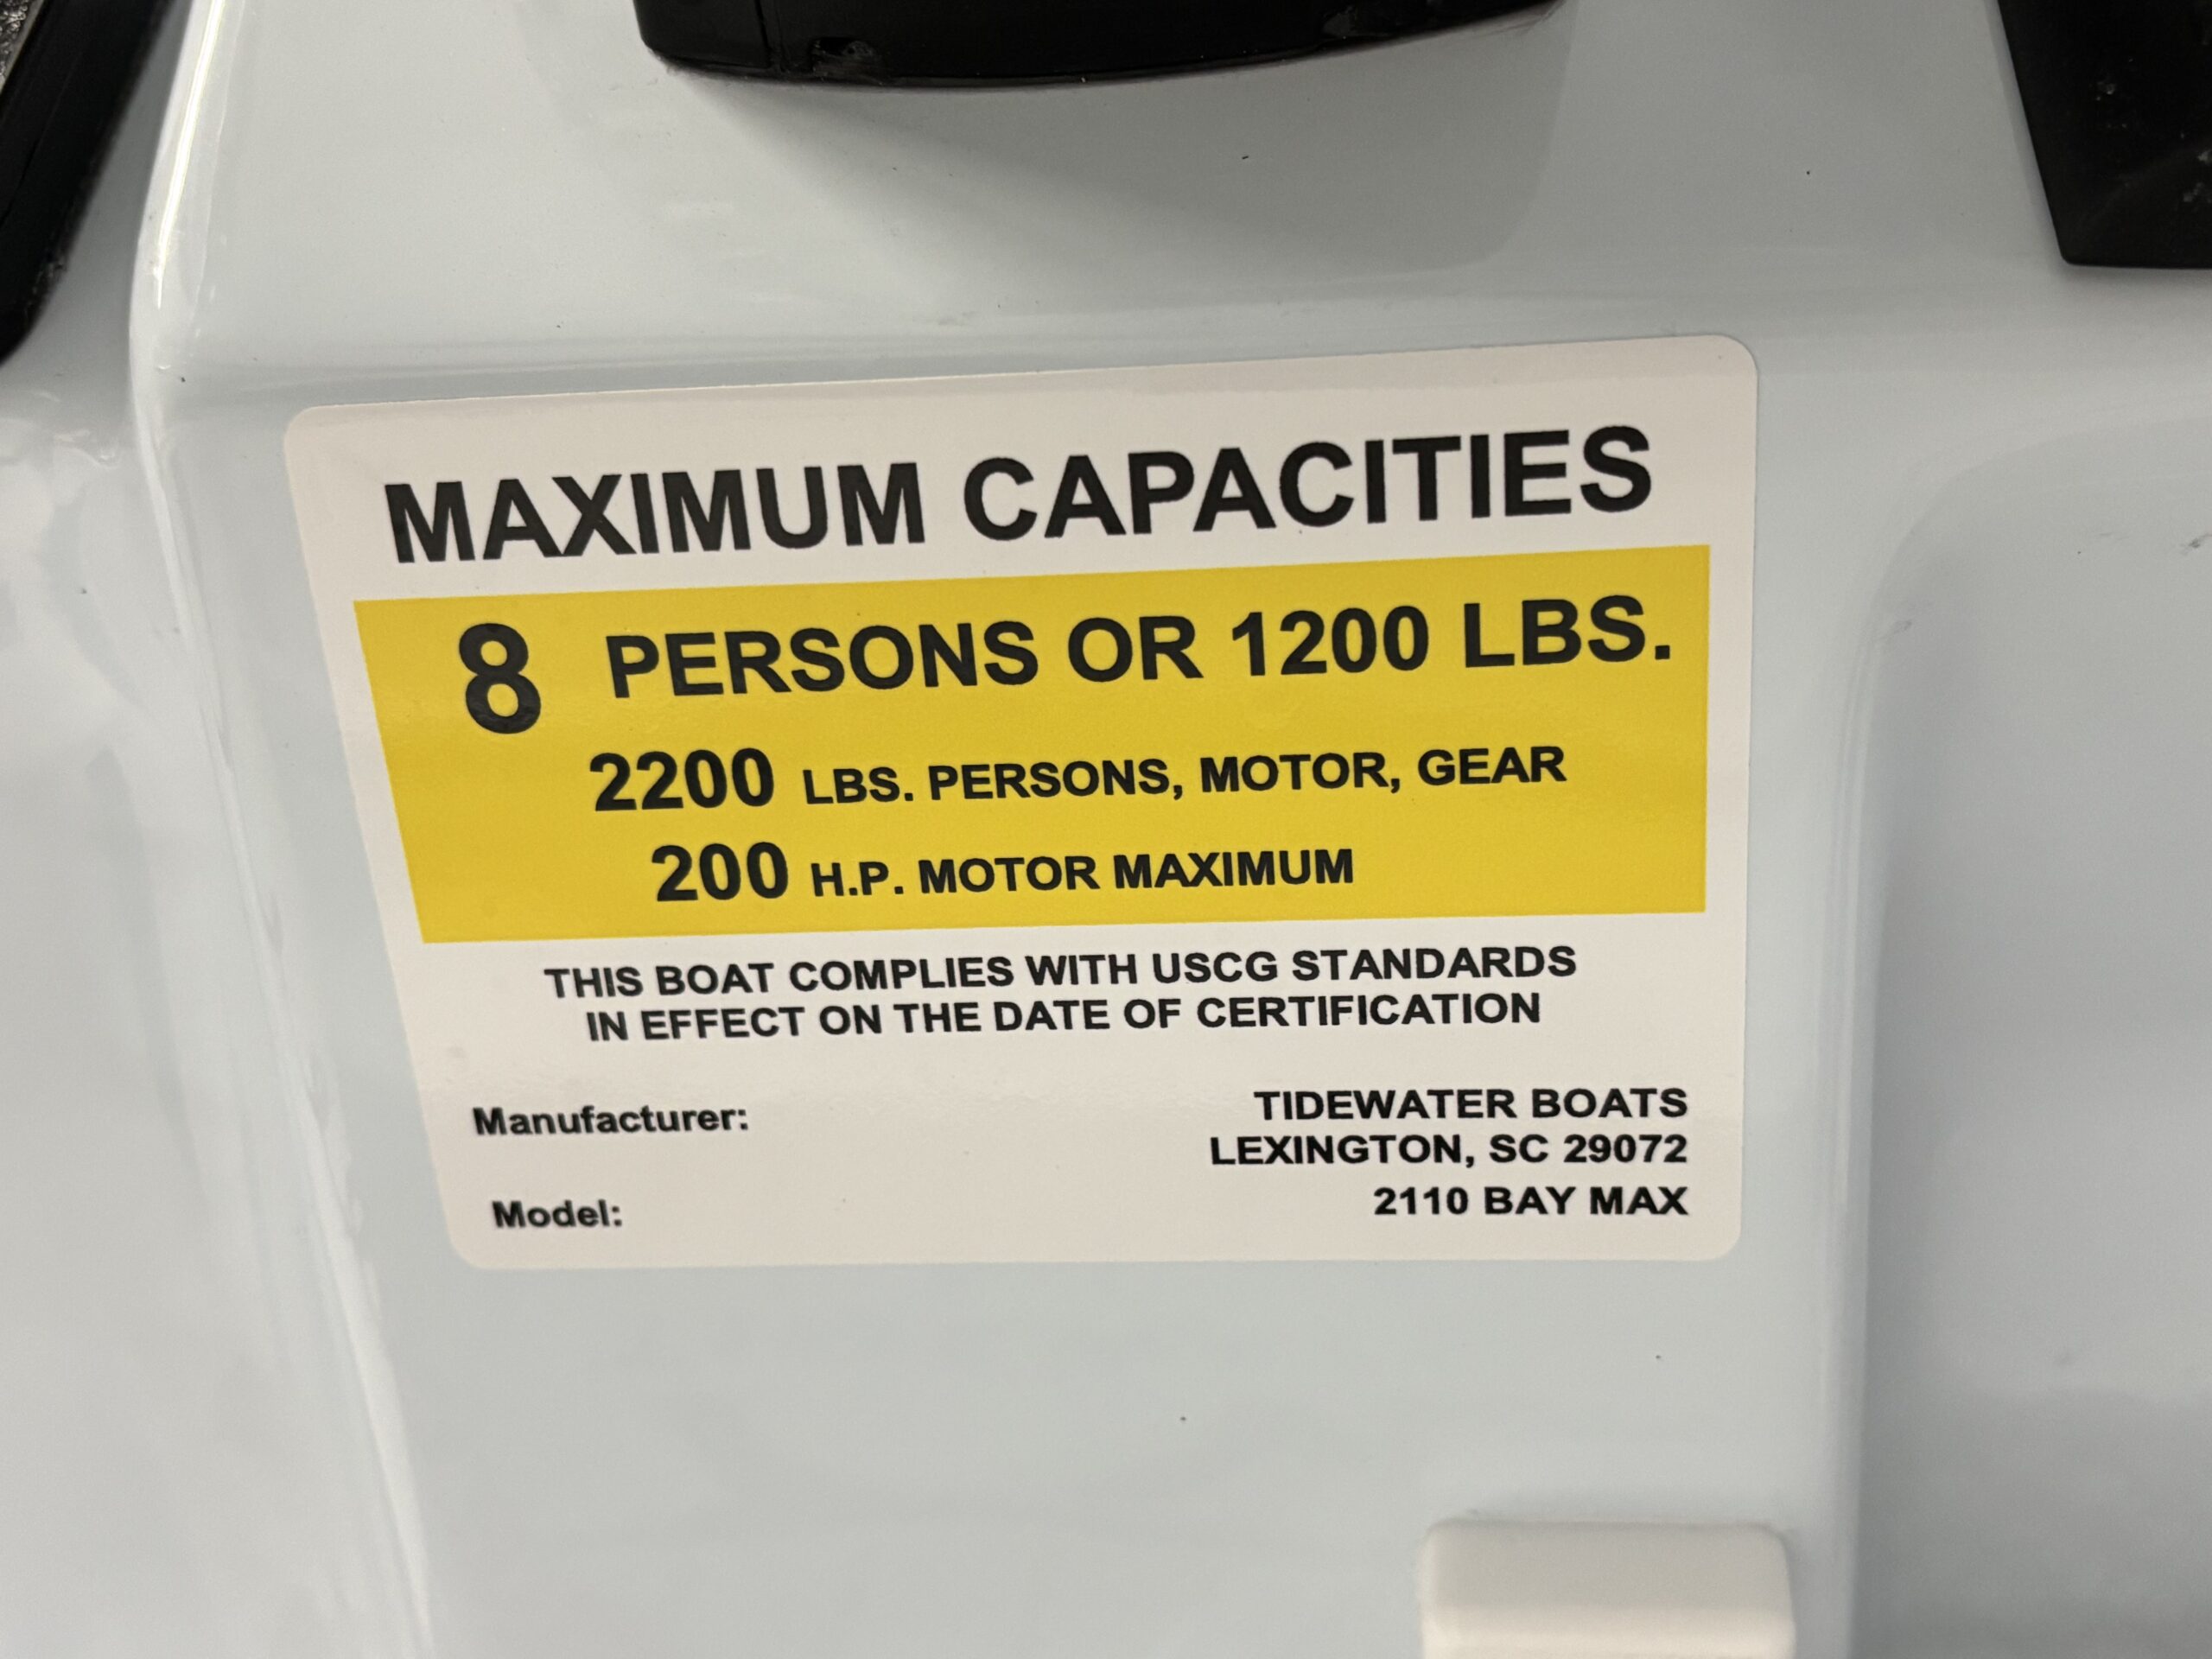 MAXIMUM CAPACITIES
8 PERSONS OR 1200 LBS.
2200 LBS. PERSONS, MOTOR, GEAR
200 H.P. MOTOR MAXIMUM
THIS BOAT COMPLIES WITH USCG STANDARDS
IN EFFECT ON THE DATE OF CERTIFICATION
Manufacturer: TIDEWATER BOATS
LEXINGTON, SC 29072
Model: 2110 BAY MAX